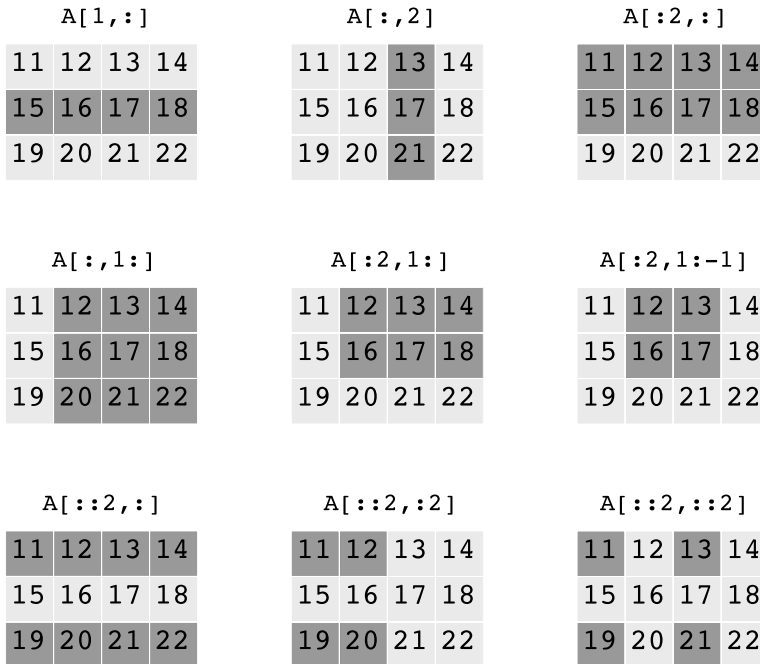 A[1,:] A[:,2] A[:2,:]
11 12 13 14 11 12 13 14 11 12 13 14
15 16 17 18 15 16 17 18 15 16 17 18
19 20 21 22 19 20 21 22 19 20 21 22
A[:,1:] A[:2,1:] A[:2,1:-1]
11 12 13 14 11 12 13 14 11 12 13 14
15 16 17 18 15 16 17 18 15 16 17 18
19 20 21 22 19 20 21 22 19 20 21 22
A[::2,:] A[::2,:2] A[::2,::2]
11 12 13 14 11 12 13 14 11 12 13 14
15 16 17 18 15 16 17 18 15 16 17 18
19 20 21 22 19 20 21 22 19 20 21 22